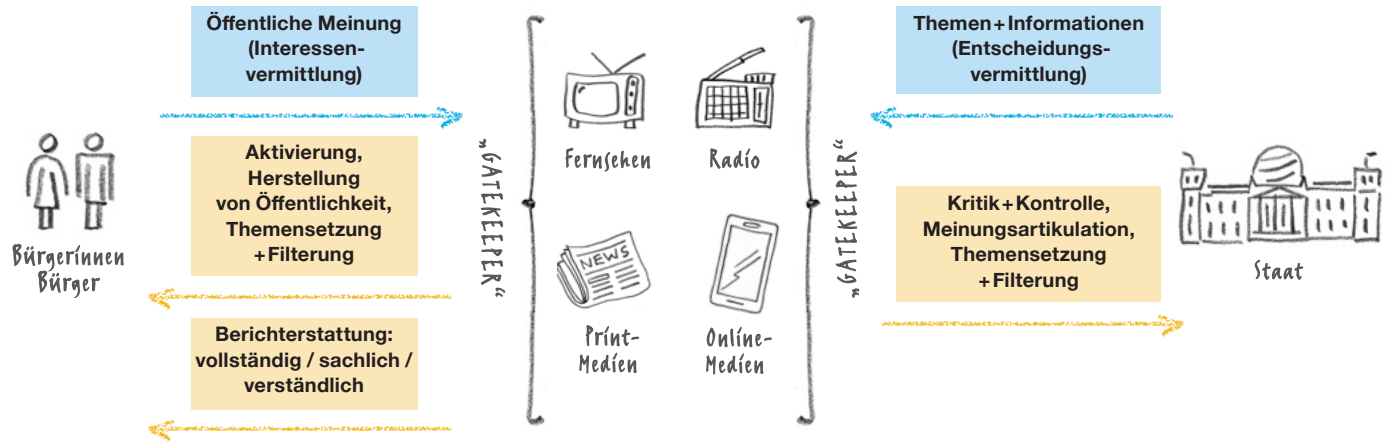 Öffentliche Meinung
(Interessen-
vermittlung)
Aktivierung,
Herstellung
von Öffentlichkeit,
Themensetzung
+ Filterung
Berichterstattung:
vollständig / sachlich /
verständlich
Bürgerinnen
Bürger
„GATEKEEPER“
Fernsehen
Radio
NEWS
Print-
Medien
Online-
Medien
„GATEKEEPER“
Themen + Informationen
(Entscheidungs-
vermittlung)
Kritik + Kontrolle,
Meinungsartikulation,
Themensetzung
+ Filterung
Staat